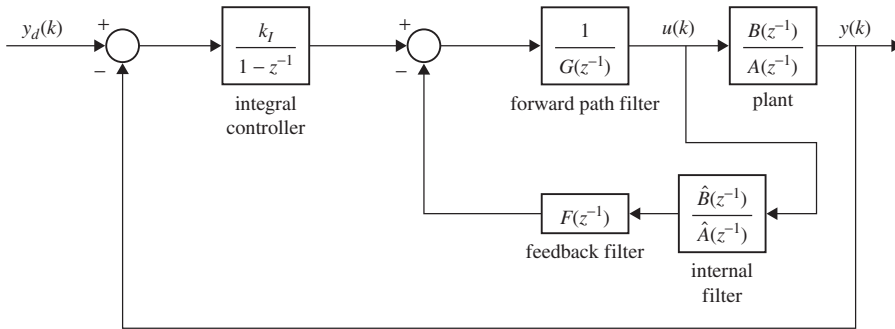 y_d(k)
+
−
k_I
1 − z⁻¹
integral
controller
+
−
1
G(z⁻¹)
forward path filter
u(k)
B(z⁻¹)
A(z⁻¹)
plant
y(k)
F(z⁻¹)
feedback filter
B̂(z⁻¹)
Â(z⁻¹)
internal
filter